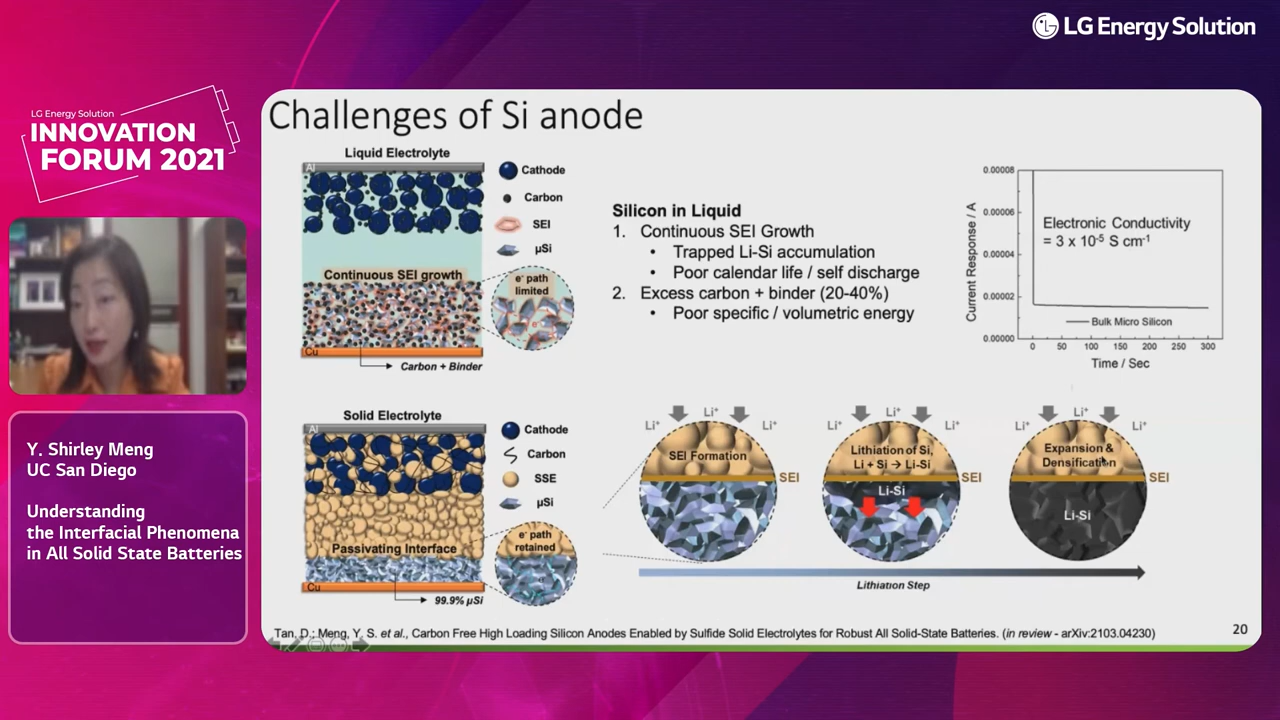 LG Energy Solution
LG Energy Solution
INNOVATION
FORUM 2021
Y. Shirley Meng
UC San Diego
Understanding
the Interfacial Phenomena
in All Solid State Batteries
Challenges of Si anode
Liquid Electrolyte
Al
Cathode
Carbon
SEI
µSi
Continuous SEI growth
e- path
limited
Cu
Carbon + Binder
Silicon in Liquid
1. Continuous SEI Growth
• Trapped Li-Si accumulation
• Poor calendar life / self discharge
2. Excess carbon + binder (20-40%)
• Poor specific / volumetric energy
Current Response / A
0.00008
0.00006
0.00004
0.00002
0.00000
Electronic Conductivity
= 3 x 10-5 S cm-1
Bulk Micro Silicon
0 50 100 150 200 250 300
Time / Sec
Solid Electrolyte
Al
Cathode
Carbon
SSE
µSi
Passivating Interface
e- path
retained
Cu
99.9% µSi
Li+ Li+ Li+
SEI Formation
SEI
Li+ Li+ Li+
Lithiation of Si,
Li + Si → Li-Si
SEI
Li-Si
Li+ Li+ Li+
Expansion &
Densification
SEI
Li-Si
Lithiation Step
Tan, D.; Meng, Y. S. et al., Carbon Free High Loading Silicon Anodes Enabled by Sulfide Solid Electrolytes for Robust All Solid-State Batteries. (in review - arXiv:2103.04230)
20